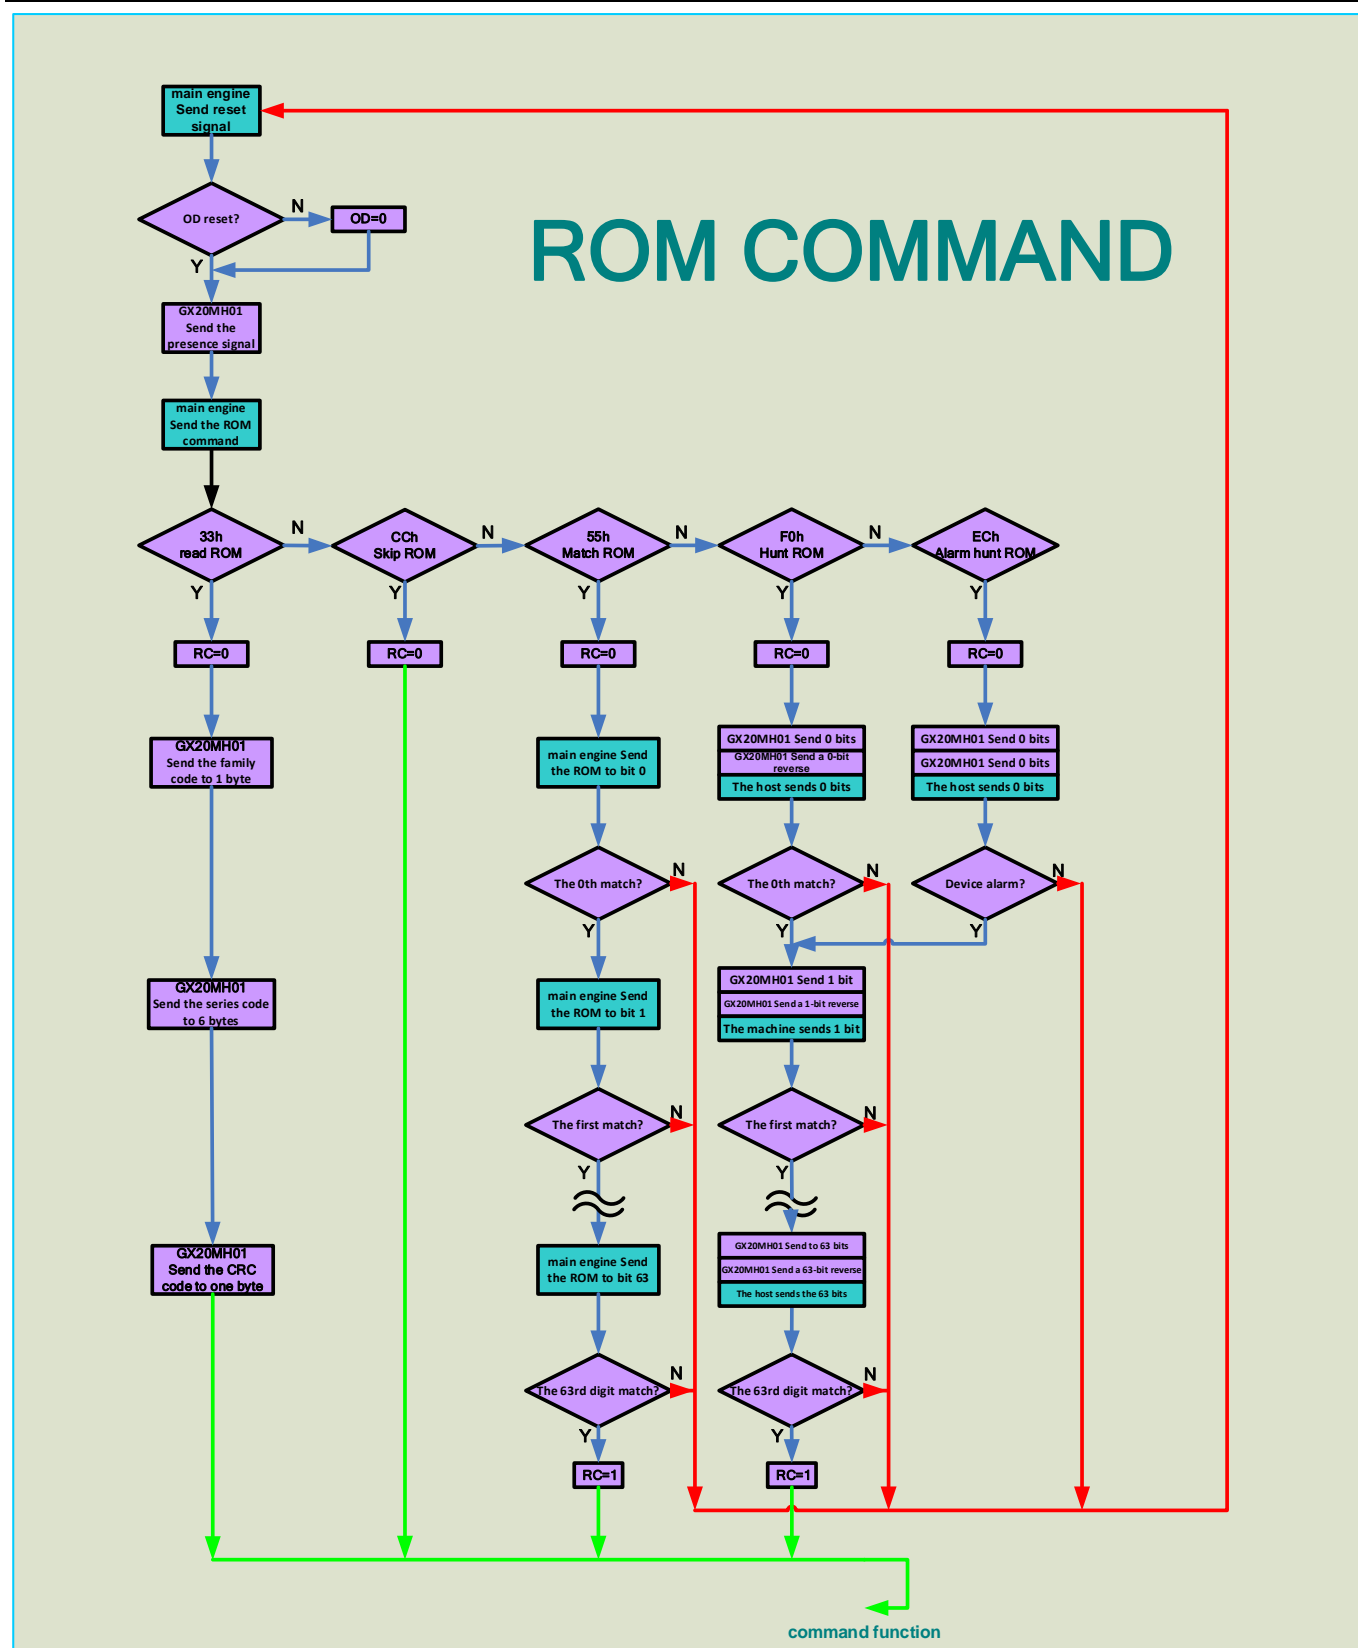 main engine
Send reset
signal
OD reset?
N
OD=0
Y
ROM COMMAND
GX20MH01
Send the
presence signal
main engine
Send the ROM
command
33h
read ROM
N
CCh
Skip ROM
N
55h
Match ROM
N
F0h
Hunt ROM
N
ECh
Alarm hunt ROM
Y
Y
Y
Y
Y
RC=0
RC=0
RC=0
RC=0
RC=0
GX20MH01
Send the family
code to 1 byte
main engine Send
the ROM to bit 0
GX20MH01 Send 0 bits
GX20MH01 Send a 0-bit
reverse
The host sends 0 bits
GX20MH01 Send 0 bits
GX20MH01 Send 0 bits
The host sends 0 bits
The 0th match?
N
The 0th match?
N
Device alarm?
N
Y
Y
Y
GX20MH01
Send the series code
to 6 bytes
main engine Send
the ROM to bit 1
GX20MH01 Send 1 bit
GX20MH01 Send a 1-bit reverse
The machine sends 1 bit
The first match?
N
The first match?
N
Y
Y
GX20MH01
Send the CRC
code to one byte
main engine Send
the ROM to bit 63
GX20MH01 Send to 63 bits
GX20MH01 Send a 63-bit reverse
The host sends the 63 bits
The 63rd digit match?
N
The 63rd digit match?
N
Y
Y
RC=1
RC=1
command function